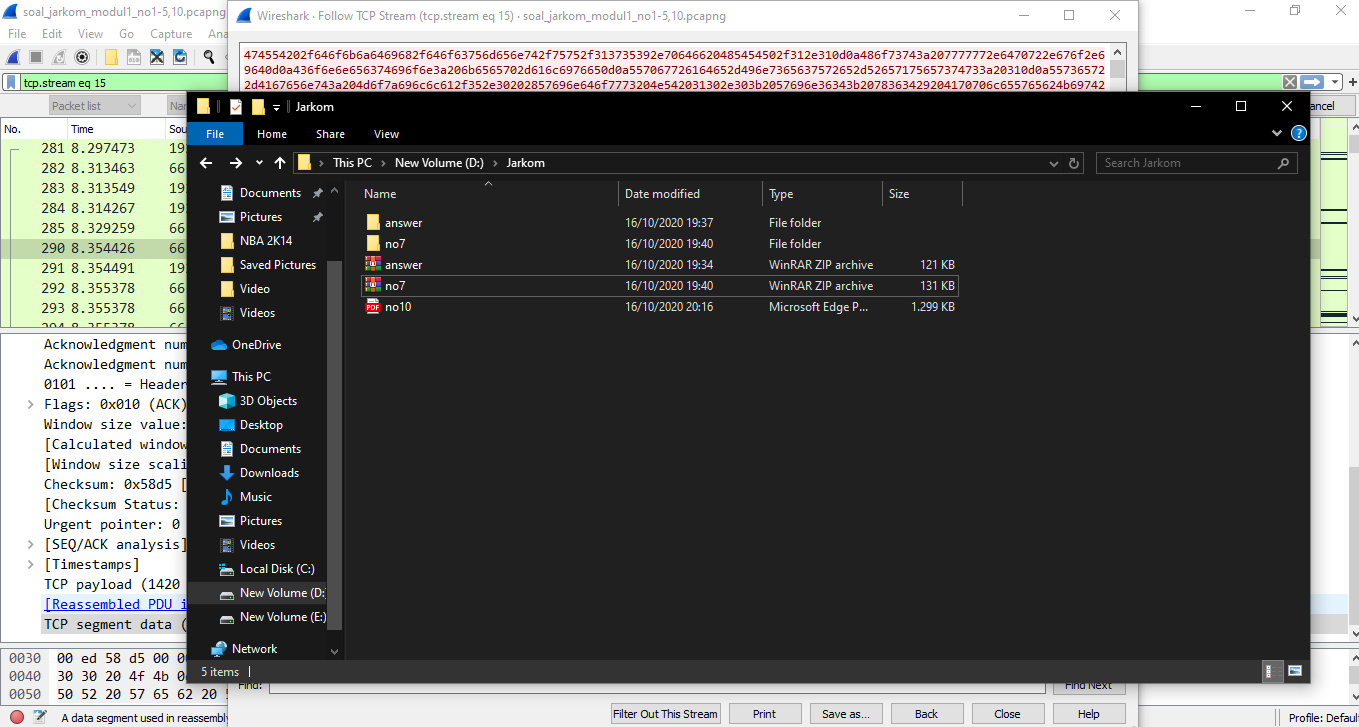 soal_jarkom_modul1_no1-5,10.pcapng
Wireshark · Follow TCP Stream (tcp.stream eq 15) · soal_jarkom_modul1_no1-5,10.pcapng
File Edit View Go Capture Ana
tcp.stream eq 15
Packet list
Nar
ancel
No. Time Sou
281 8.297473 19
282 8.313463 66
283 8.313549 19
284 8.314267 19
285 8.329259 66
290 8.354426 66
291 8.354491 19
292 8.355378 66
293 8.355378 66
294 8.355378 66
Acknowledgment num
Acknowledgment num
0101 .... = Header
Flags: 0x010 (ACK)
Window size value:
[Calculated window
[Window size scali
Checksum: 0x58d5 [
[Checksum Status:
Urgent pointer: 0
[SEQ/ACK analysis]
[Timestamps]
TCP payload (1420
[Reassembled PDU i
TCP segment data (
0030 00 ed 58 d5 00 0
0040 30 30 20 4f 4b 0
0050 50 52 20 57 65 62 20
A data segment used in reassembly
Profile: Defaul
Jarkom
File Home Share View
This PC New Volume (D:) Jarkom
Search Jarkom
Documents
Pictures
NBA 2K14
Saved Pictures
Video
Videos
OneDrive
This PC
3D Objects
Desktop
Documents
Downloads
Music
Pictures
Videos
Local Disk (C:)
New Volume (D:
New Volume (E:)
Network
Name Date modified Type Size
answer 16/10/2020 19:37 File folder
no7 16/10/2020 19:40 File folder
answer 16/10/2020 19:34 WinRAR ZIP archive 121 KB
no7 16/10/2020 19:40 WinRAR ZIP archive 131 KB
no10 16/10/2020 20:16 Microsoft Edge P... 1.299 KB
5 items
Find:
Find Next
Filter Out This Stream Print Save as... Back Close Help